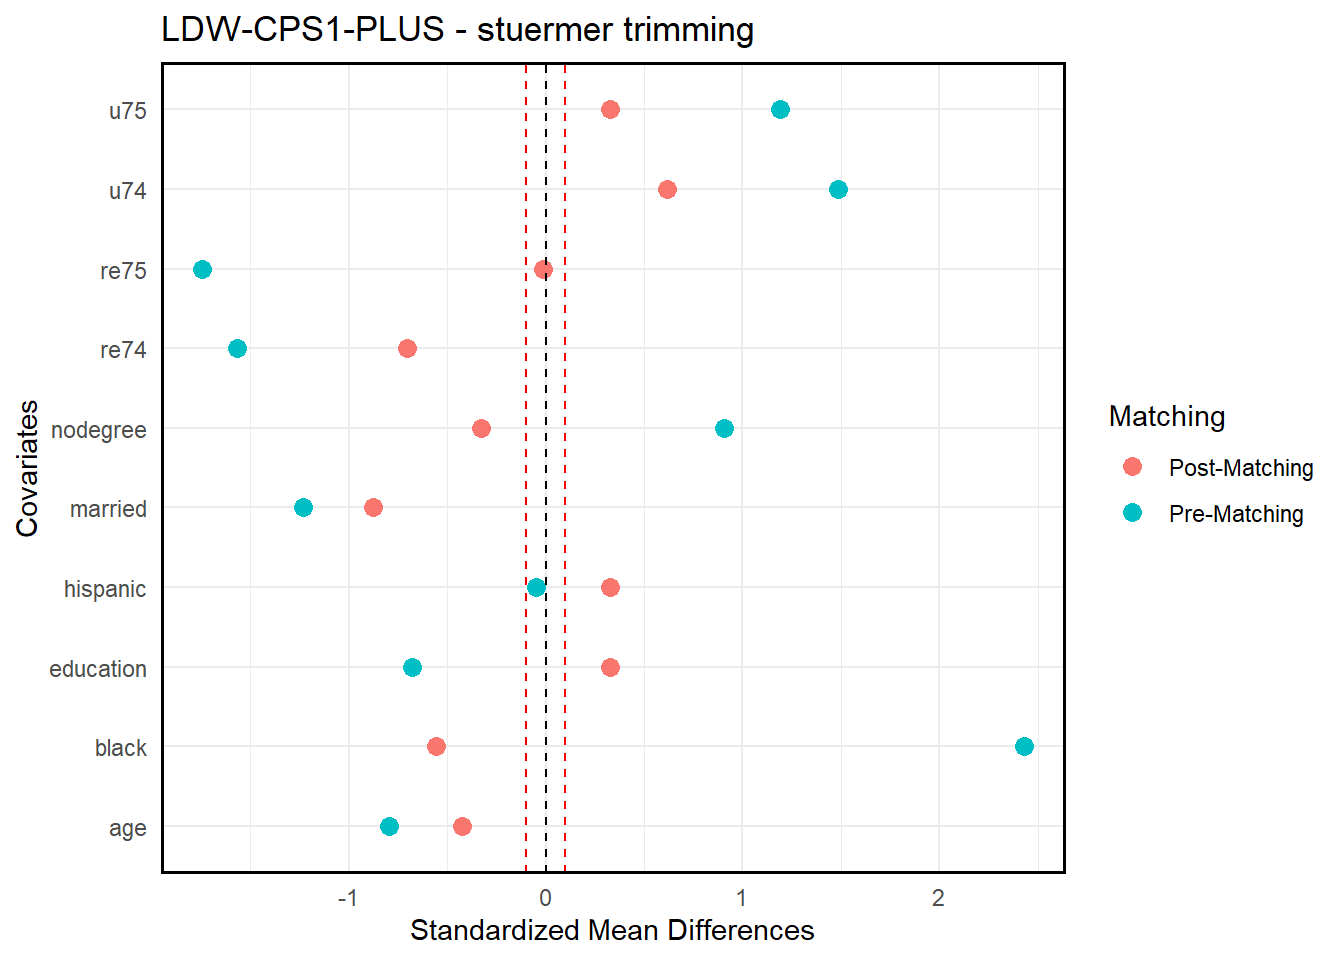 LDW-CPS1-PLUS - stuermer trimming
u75
u74
re75
re74
nodegree
married
hispanic
education
black
age
Covariates
-1
0
1
2
Standardized Mean Differences
Matching
Post-Matching
Pre-Matching